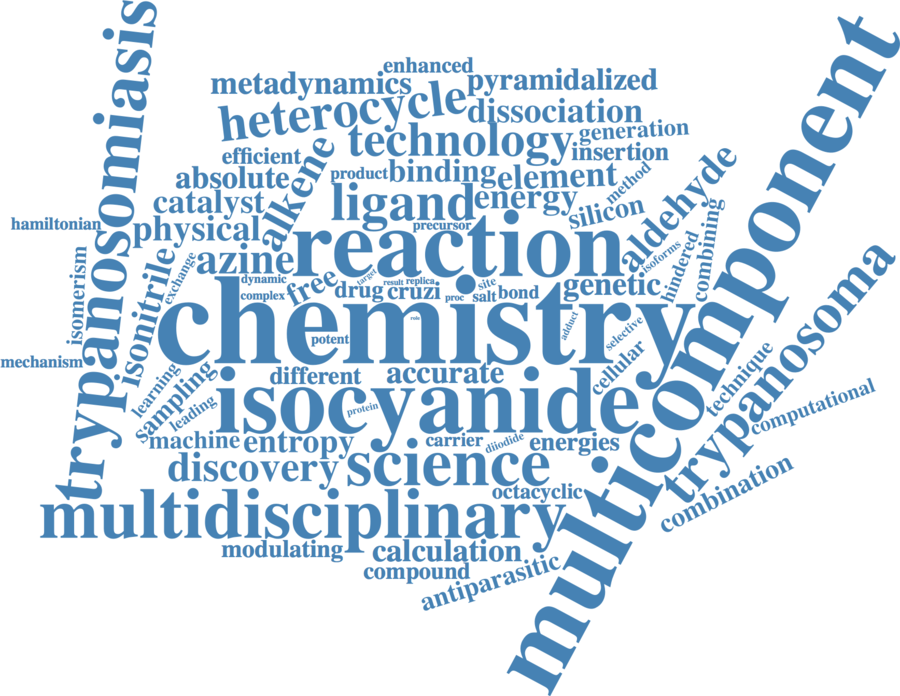 trypanosomiasis
enhanced
metadynamics
pyramidalized
heterocycle
dissociation
technology
generation
efficient
insertion
alkene
product
binding
element
method
aldehyde
absolute
catalyst
ligand
energy
silicon
precursor
hamiltonian
physical
reaction
isoforms
hindered
combining
multicomponent
isomerism
isonitrile
exchange
azine
dynamic
free
target
result
replica
site
genetic
complex
drug
cruzi
proc
salt
bond
chemistry
role
potent
adduct
selective
mechanism
learning
sampling
leading
different
accurate
cellular
isocyanide
protein
technique
trypanosoma
computational
machine
entropy
carrier
diiodide
energies
discovery
science
octacyclic
combination
multidisciplinary
modulating
calculation
compound
antiparasitic